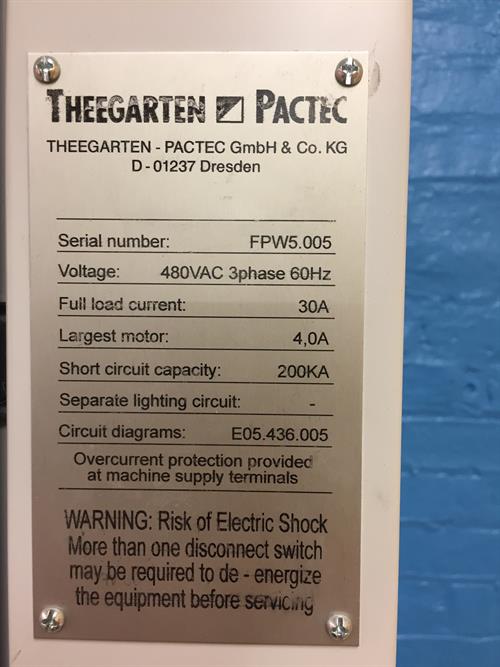 THEEGARTEN PACTEC
THEEGARTEN - PACTEC GmbH & Co. KG
D - 01237 Dresden
Serial number: FPW5.005
Voltage: 480VAC 3phase 60Hz
Full load current: 30A
Largest motor: 4,0A
Short circuit capacity: 200KA
Separate lighting circuit: -
Circuit diagrams: E05.436.005
Overcurrent protection provided
at machine supply terminals
WARNING: Risk of Electric Shock
More than one disconnect switch
may be required to de - energize
the equipment before servicing